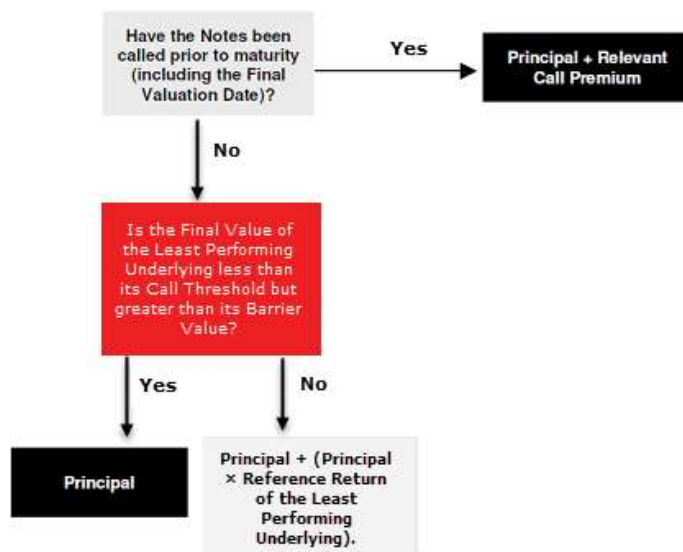 Have the Notes been
called prior to maturity
(including the Final
Valuation Date)?
Yes
Principal + Relevant
Call Premium
No
Is the Final Value of
the Least Performing
Underlying less than
its Call Threshold but
greater than its Barrier
Value?
Yes
No
Principal
Principal + (Principal
× Reference Return
of the Least
Performing
Underlying).